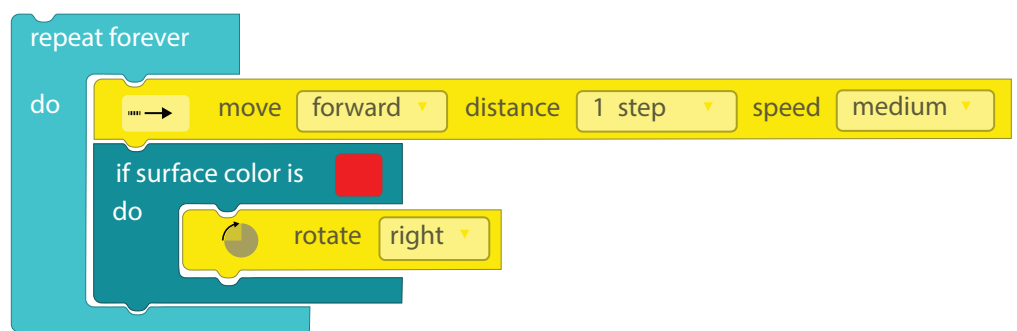 repeat forever
do move forward distance 1 step speed medium
if surface color is
do
rotate right